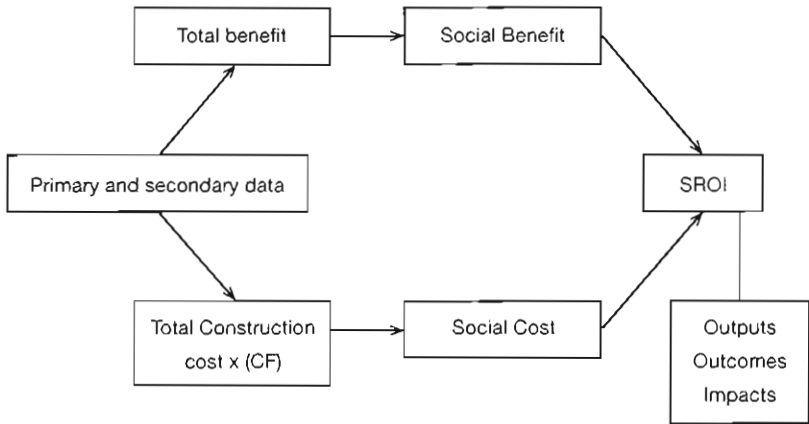 Total benefit
Social Benefit
Primary and secondary data
SROI
Total Construction
cost x (CF)
Social Cost
Outputs
Outcomes
Impacts